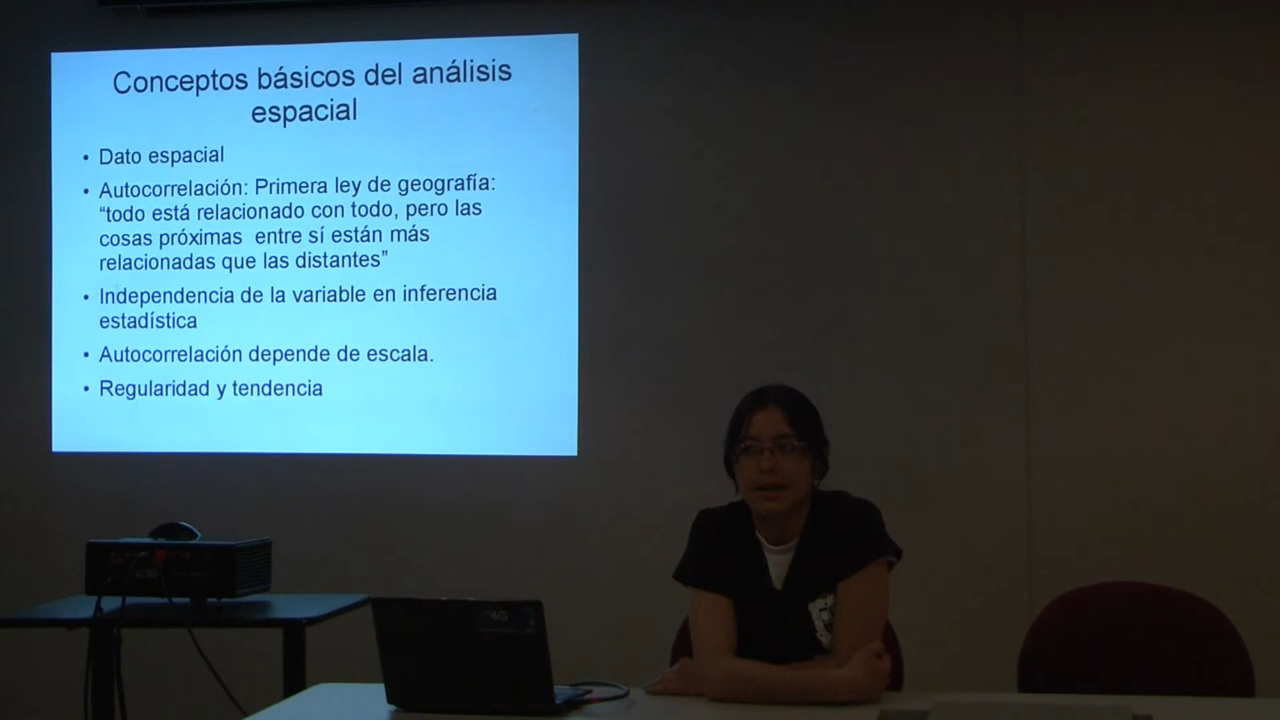 Conceptos básicos del análisis
espacial
• Dato espacial
• Autocorrelación: Primera ley de geografía:
“todo está relacionado con todo, pero las
cosas próximas entre sí están más
relacionadas que las distantes”
• Independencia de la variable en inferencia
estadística
• Autocorrelación depende de escala.
• Regularidad y tendencia